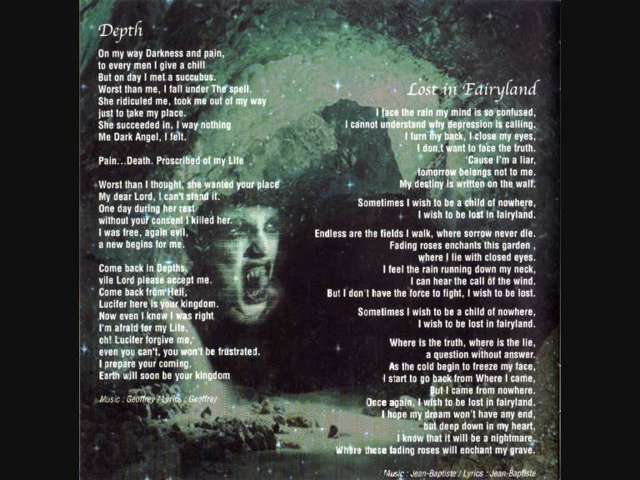 Depth
On my way Darkness and pain,
to every men I give a chill
But on day I met a succubus.
Worst than me, I fall under The spell.
She ridiculed me, took me out of my way
just to take my place.
She succeeded in, I way nothing
Me Dark Angel, I felt.
Pain...Death. Proscribed of my Life
Worst than I thought, she wanted your place
My dear Lord, I can't stand it.
One day during her rest
without your consent I killed her.
I was free, again evil,
a new begins for me.
Come back in Depths,
vile Lord please accept me.
Come back from Hell,
Lucifer here is your kingdom.
Now even I know I was right
I'm afraid for my Life.
oh! Lucifer forgive me,
even you can't, you won't be frustrated.
I prepare your coming,
Earth will soon be your kingdom
Music : Geoffrey / Lyrics : Geoffrey
Lost in Fairyland
I face the rain my mind is so confused,
I cannot understand why depression is calling.
I turn my back, I close my eyes,
I don.t want to face the truth.
'Cause I'm a liar,
tomorrow belongs not to me.
My destiny is written on the wall.
Sometimes I wish to be a child of nowhere,
I wish to be lost in fairyland.
Endless are the fields I walk, where sorrow never die.
Fading roses enchants this garden ,
where I lie with closed eyes.
I feel the rain running down my neck,
I can hear the call of the wind.
But I don't have the force to fight, I wish to be lost.
Sometimes I wish to be a child of nowhere,
I wish to be lost in fairyland.
Where is the truth, where is the lie,
a question without answer.
As the cold begin to freeze my face,
I start to go back from Where I came,
But I came from nowhere.
Once again, I wish to be lost in fairyland.
I hope my dream won't have any end,
but deep down in my heart,
I know that it will be a nightmare.
Where those fading roses will enchant my grave.
Music : Jean-Baptiste / Lyrics : Jean-Baptiste